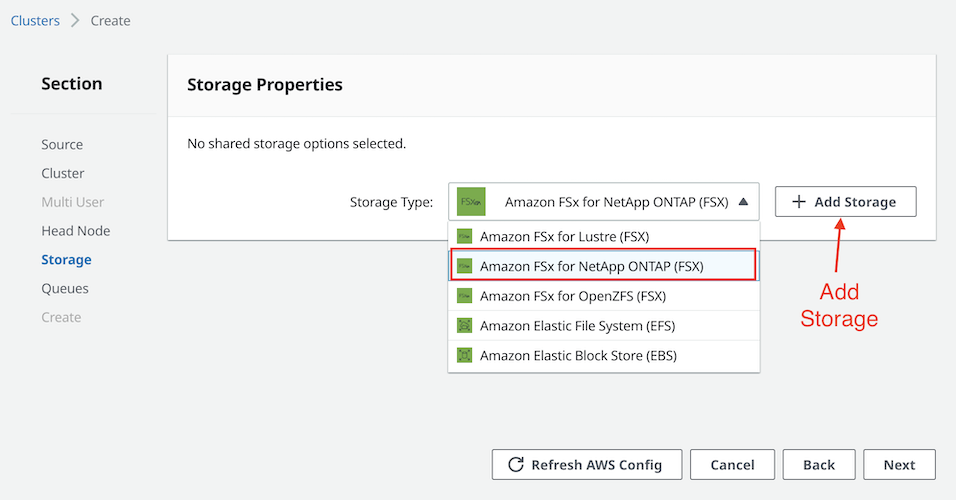 Clusters > Create
Section
Source
Cluster
Multi User
Head Node
Storage
Queues
Create
Storage Properties
No shared storage options selected.
Storage Type: Amazon FSx for NetApp ONTAP (FSX) + Add Storage
Amazon FSx for Lustre (FSX)
Amazon FSx for NetApp ONTAP (FSX)
Amazon FSx for OpenZFS (FSX)
Amazon Elastic File System (EFS)
Amazon Elastic Block Store (EBS)
Add
Storage
Refresh AWS Config Cancel Back Next